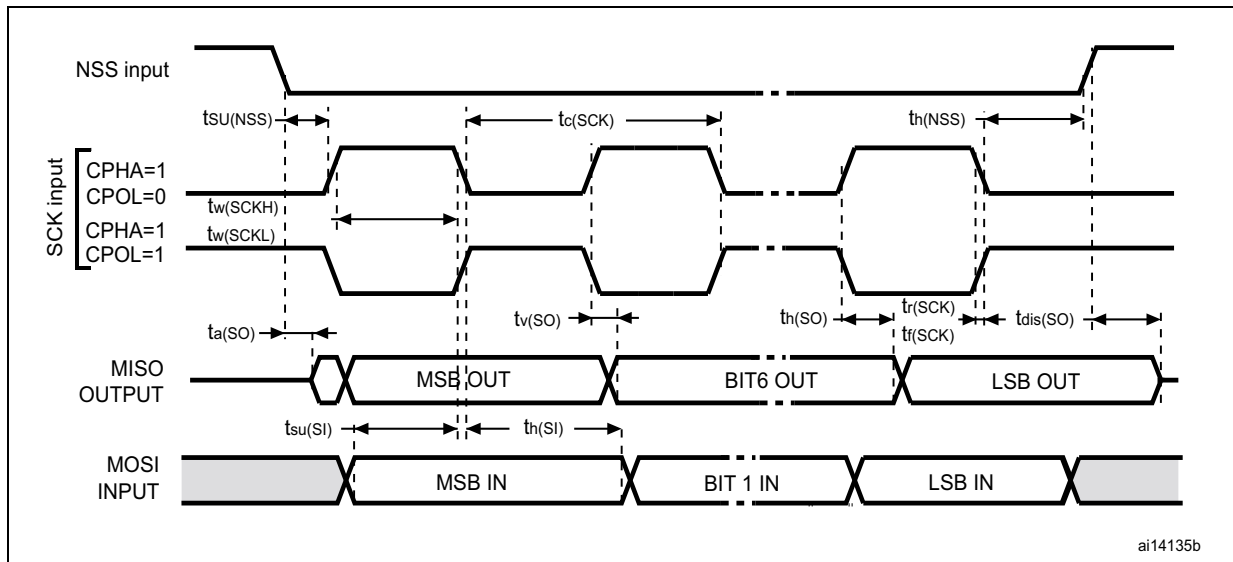 NSS input
tSU(NSS)
tc(SCK)
th(NSS)
SCK input
CPHA=1
CPOL=0
tw(SCKH)
CPHA=1
tw(SCKL)
CPOL=1
ta(SO)
tv(SO)
th(SO)
tr(SCK)
tf(SCK)
tdis(SO)
MISO
OUTPUT
MSB OUT
BIT6 OUT
LSB OUT
tsu(SI)
th(SI)
MOSI
INPUT
MSB IN
BIT 1 IN
LSB IN
ai14135b